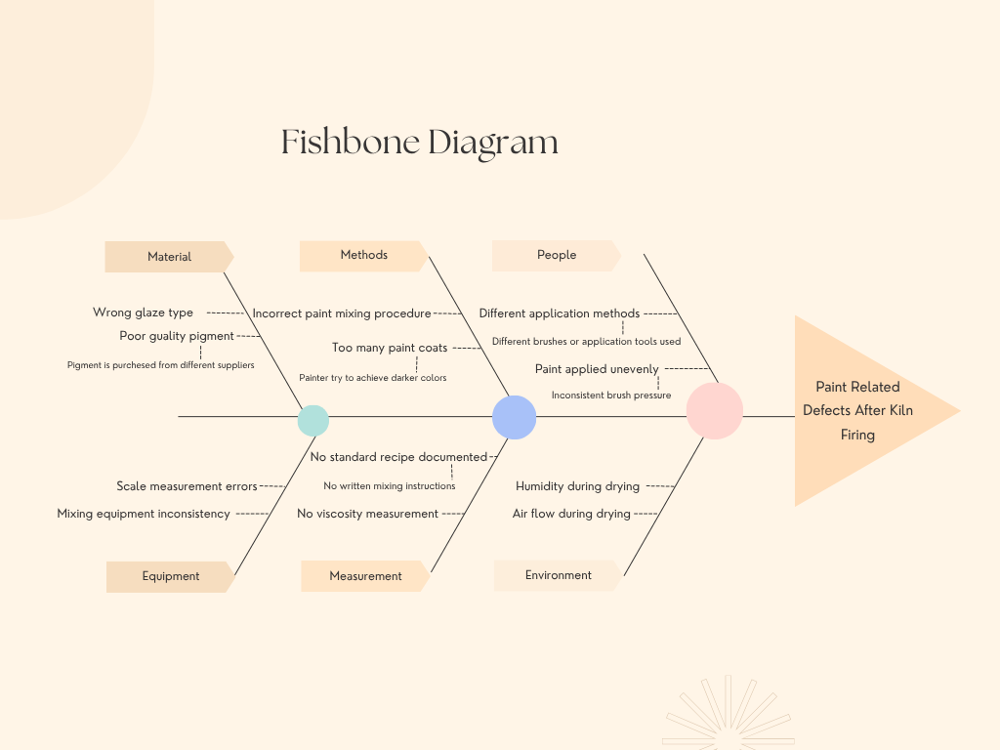 Fishbone Diagram
Material
Methods
People
Wrong glaze type
Incorrect paint mixing procedure
Different application methods
Poor guality pigment
Different brushes or application tools used
Too many paint coats
Pigment is purchesed from different suppliers
Paint applied unevenly
Painter try to achieve darker colors
Inconsistent brush pressure
Paint Related
Defects After Kiln
Firing
No standard recipe documented
Scale measurement errors
No written mixing instructions
Humidity during drying
Mixing equipment inconsistency
No viscosity measurement
Air flow during drying
Equipment
Measurement
Environment